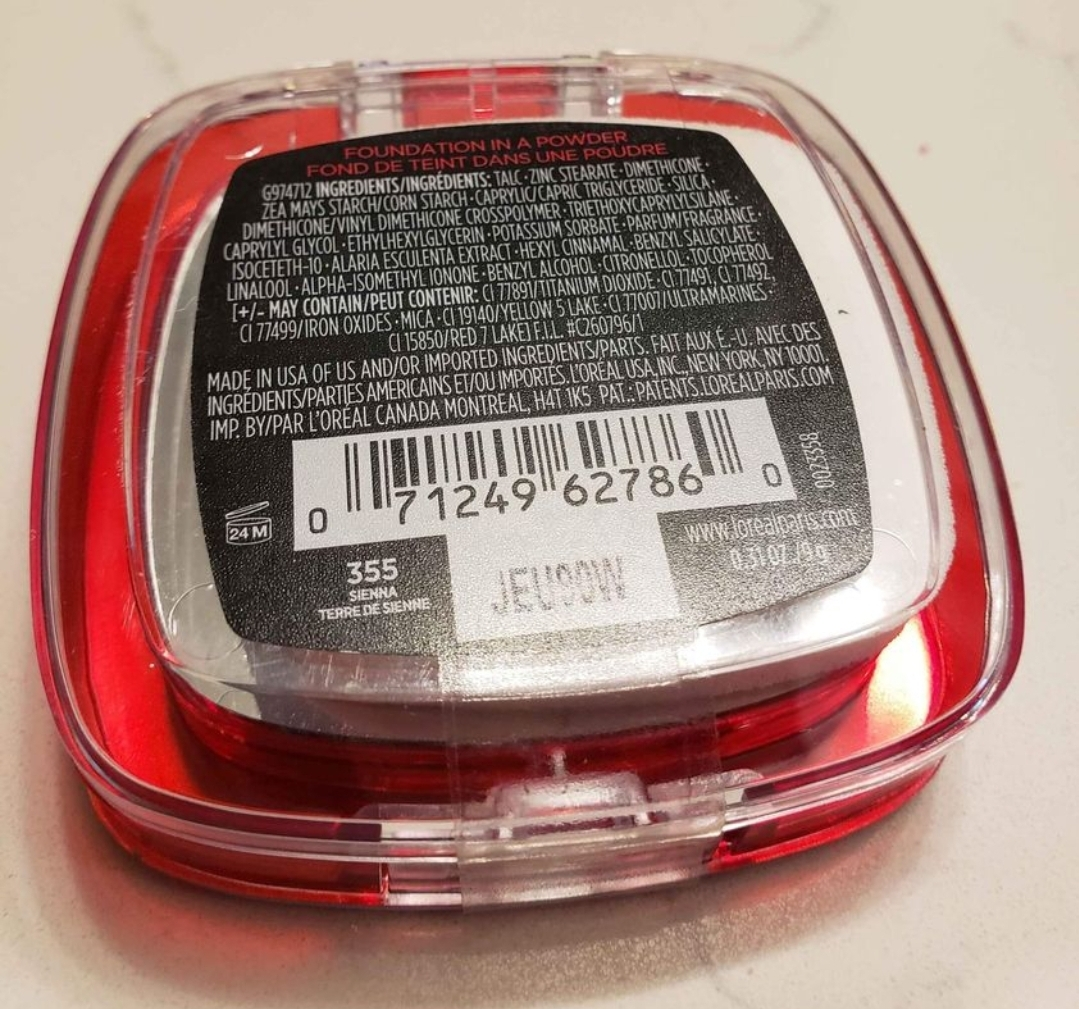 FOUNDATION IN A POWDER
FOND DE TEINT DANS UNE POUDRE
G974712 INGREDIENTS/INGRÉDIENTS: TALC · ZINC STEARATE · DIMETHICONE ·
ZEA MAYS STARCH/CORN STARCH · CAPRYLIC/CAPRIC TRIGLYCERIDE · SILICA ·
DIMETHICONE/VINYL DIMETHICONE CROSSPOLYMER · TRIETHOXYCAPRYLYLSILANE ·
CAPRYLYL GLYCOL · ETHYLHEXYLGLYCERIN · POTASSIUM SORBATE · PARFUM/FRAGRANCE ·
ISOCETETH-10 · ALARIA ESCULENTA EXTRACT · HEXYL CINNAMAL · BENZYL SALICYLATE ·
LINALOOL · ALPHA-ISOMETHYL IONONE · BENZYL ALCOHOL · CITRONELLOL · TOCOPHEROL
[+/- MAY CONTAIN/PEUT CONTENIR: CI 77891/TITANIUM DIOXIDE · CI 77491, CI 77492,
CI 77499/IRON OXIDES · MICA · CI 19140/YELLOW 5 LAKE · CI 77007/ULTRAMARINES ·
CI 15850/RED 7 LAKE] F.I.L. #C260796/1
MADE IN USA OF US AND/OR IMPORTED INGREDIENTS/PARTS. FAIT AUX É.-U. AVEC DES
INGRÉDIENTS/PARTIES AMERICAINS ET/OU IMPORTES. L'ORÉAL USA, INC., NEW YORK, NY 10001.
IMP. BY/PAR L'ORÉAL CANADA MONTREAL, H4T 1K5 PAT.: PATENTS.LOREALPARIS.COM
0 71249 62786 0
002358
24 M
355
SIENNA
TERRE DE SIENNE
JEU90W
www.lorealparis.com
0.31 OZ / 9 g